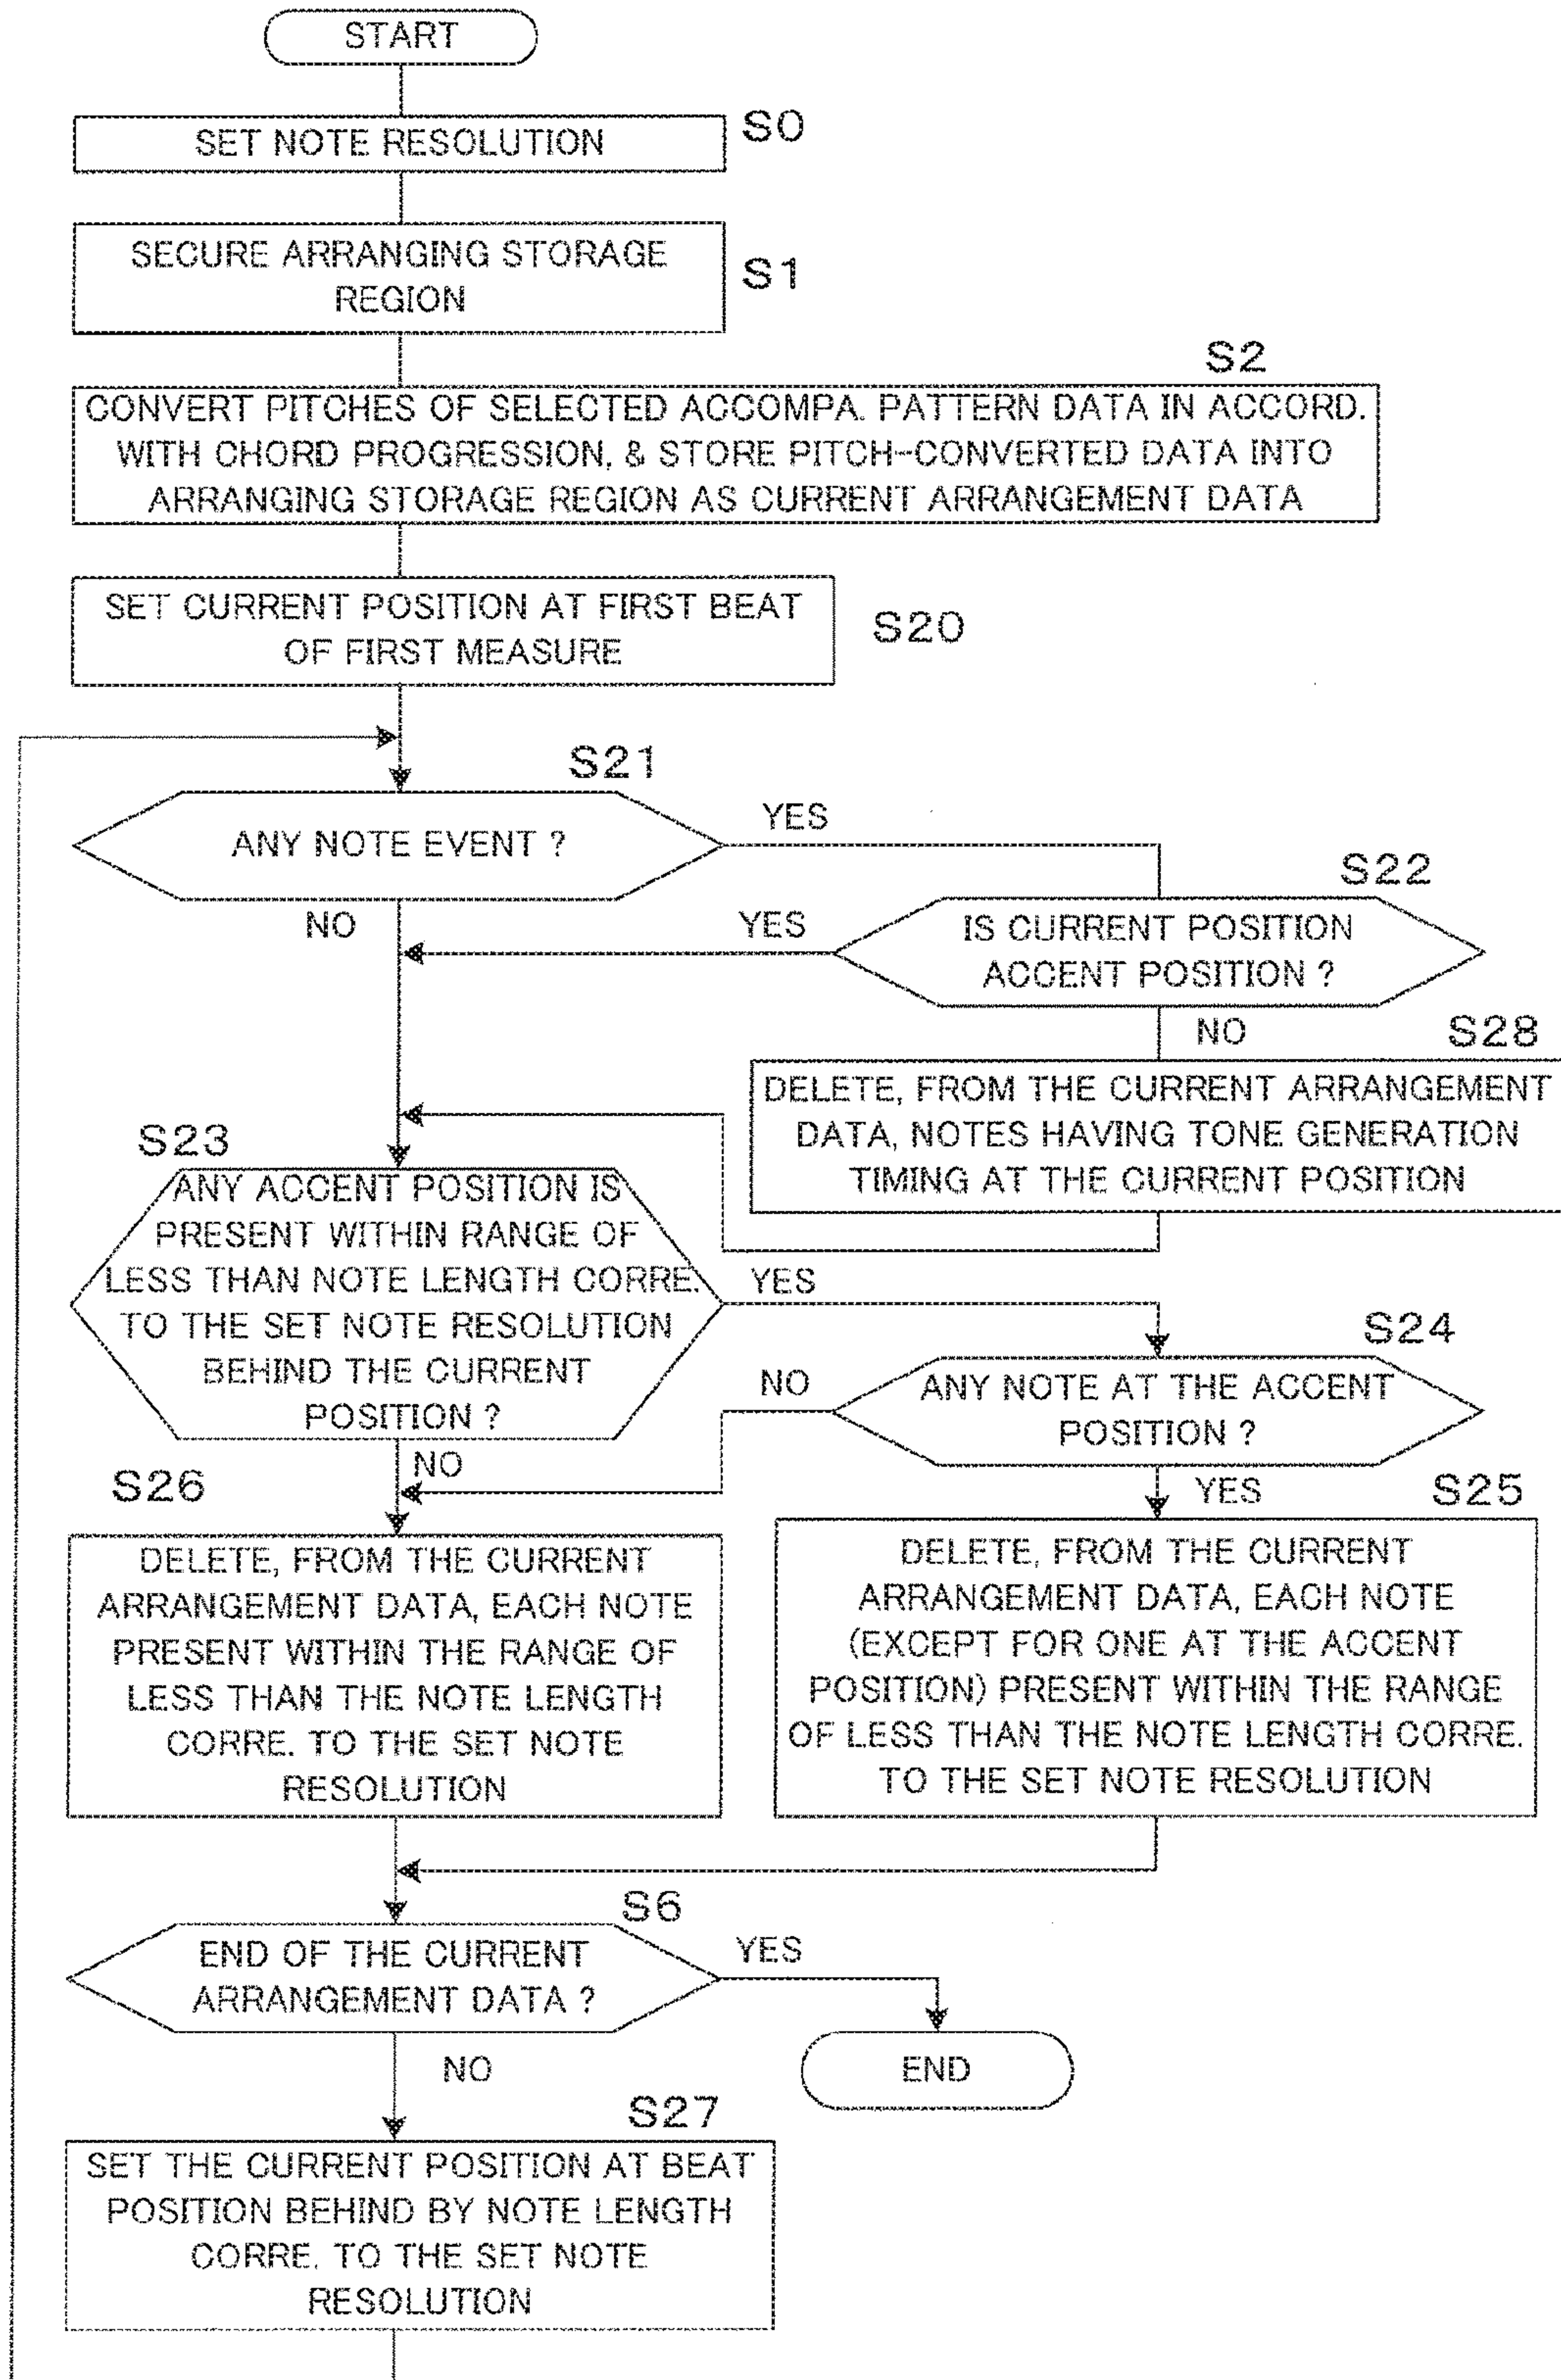 START
SET NOTE RESOLUTION
S0
SECURE ARRANGING STORAGE
REGION
S1
S2
CONVERT PITCHES OF SELECTED ACCOMPA. PATTERN DATA IN ACCORD.
WITH CHORD PROGRESSION, & STORE PITCH-CONVERTED DATA INTO
ARRANGING STORAGE REGION AS CURRENT ARRANGEMENT DATA
SET CURRENT POSITION AT FIRST BEAT
OF FIRST MEASURE
S20
S21
ANY NOTE EVENT ?
YES
NO
S22
IS CURRENT POSITION
ACCENT POSITION ?
YES
NO
S28
DELETE, FROM THE CURRENT ARRANGEMENT
DATA, NOTES HAVING TONE GENERATION
TIMING AT THE CURRENT POSITION
S23
ANY ACCENT POSITION IS
PRESENT WITHIN RANGE OF
LESS THAN NOTE LENGTH CORRE.
TO THE SET NOTE RESOLUTION
BEHIND THE CURRENT
POSITION ?
YES
NO
S24
ANY NOTE AT THE ACCENT
POSITION ?
NO
YES
S26
DELETE, FROM THE CURRENT
ARRANGEMENT DATA, EACH NOTE
PRESENT WITHIN THE RANGE OF
LESS THAN THE NOTE LENGTH
CORRE. TO THE SET NOTE
RESOLUTION
S25
DELETE, FROM THE CURRENT
ARRANGEMENT DATA, EACH NOTE
(EXCEPT FOR ONE AT THE ACCENT
POSITION) PRESENT WITHIN THE RANGE
OF LESS THAN THE NOTE LENGTH CORRE.
TO THE SET NOTE RESOLUTION
S6
END OF THE CURRENT
ARRANGEMENT DATA ?
YES
NO
END
S27
SET THE CURRENT POSITION AT BEAT
POSITION BEHIND BY NOTE LENGTH
CORRE. TO THE SET NOTE
RESOLUTION